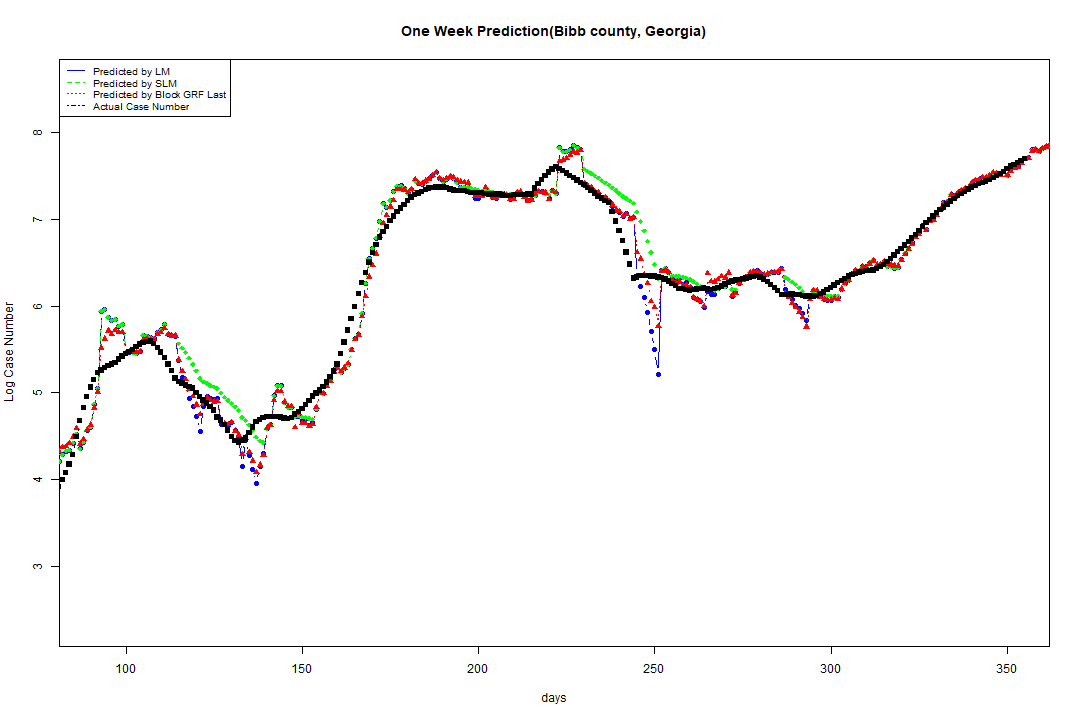 One Week Prediction(Bibb county, Georgia)
Predicted by LM
Predicted by SLM
Predicted by Block GRF Last
Actual Case Number
Log Case Number
8
7
6
5
4
3
100 150 200 250 300 350
days